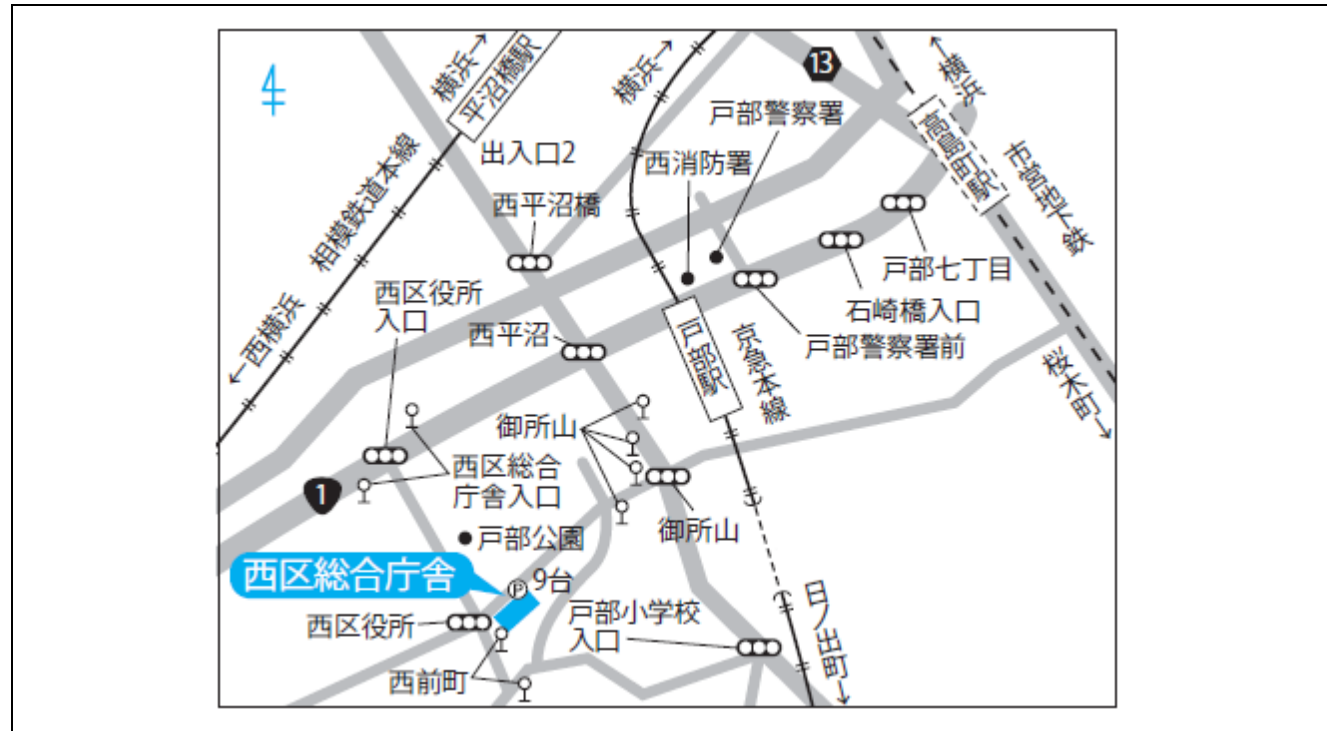 横浜→
平沼橋駅
横浜→
13
←横浜
戸部警察署
高島町駅
市営地下鉄
出入口2
西消防署
相模鉄道本線
西平沼橋
戸部七丁目
西区役所
入口
石崎橋入口
←西横浜
西平沼
戸部駅
京急本線
戸部警察署前
桜木町→
御所山
西区総合
庁舎入口
1
御所山
戸部公園
西区総合庁舎
P
9台
日ノ出町→
西区役所
戸部小学校
入口
西前町